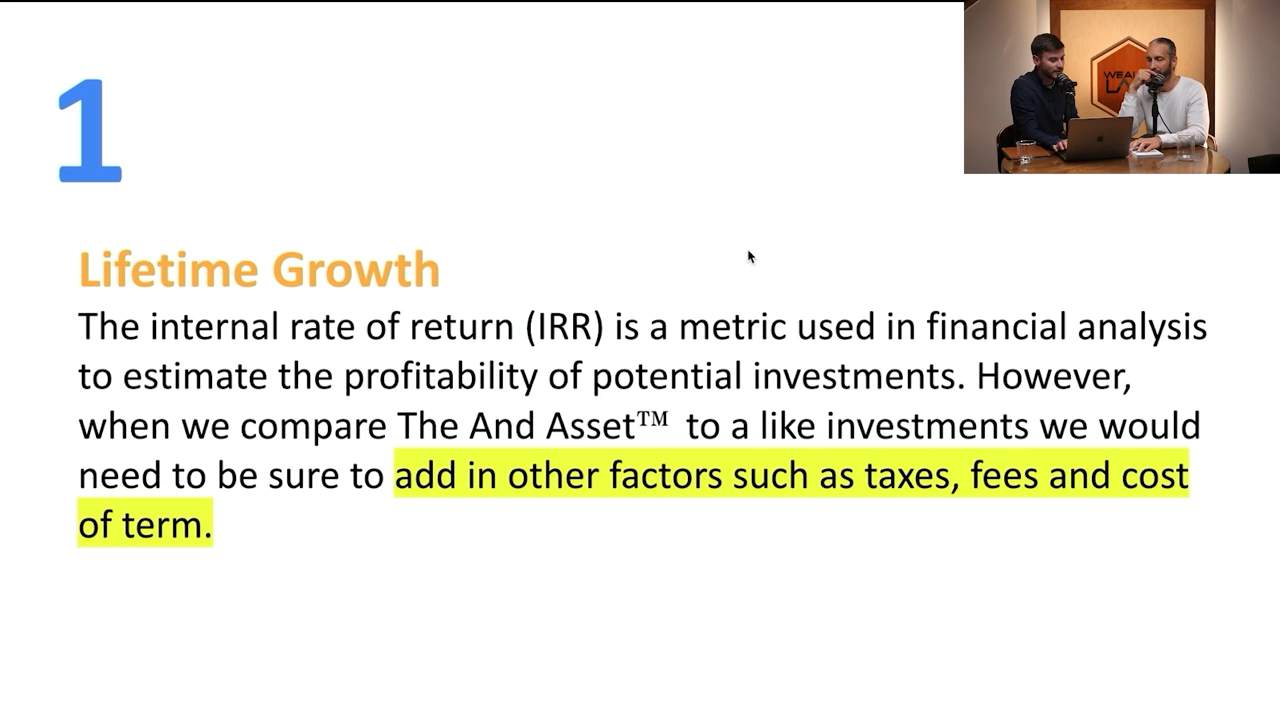 1
Lifetime Growth
The internal rate of return (IRR) is a metric used in financial analysis
to estimate the profitability of potential investments. However,
when we compare The And Asset™ to a like investments we would
need to be sure to add in other factors such as taxes, fees and cost
of term.